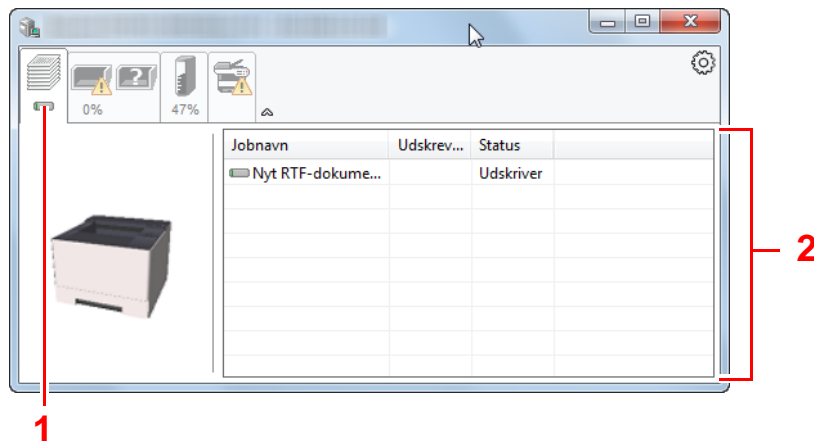 ?
0% 47%
Jobnavn Udskrev... Status
Nyt RTF-dokume... Udskriver
2
1